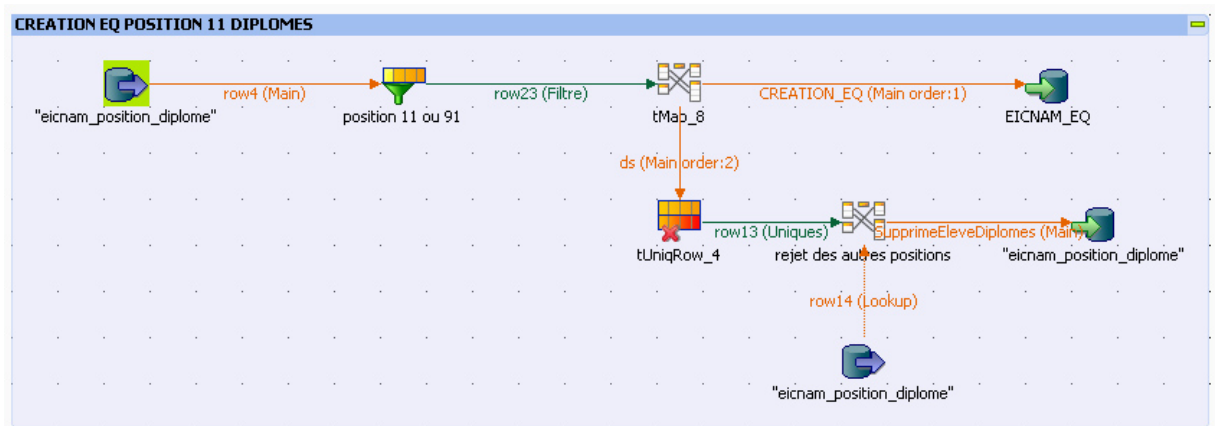 CREATION EQ POSITION 11 DIPLOMES
row4 (Main)
row23 (Filtre)
CREATION_EQ (Main order:1)
"eicnam_position_diplome"
position 11 ou 91
tMap_8
EICNAM_EQ
ds (Main order:2)
row13 (Uniques)
SupprimeEleveDiplomes (Main)
tUniqRow_4
rejet des autres positions
"eicnam_position_diplome"
row14 (Lookup)
"eicnam_position_diplome"